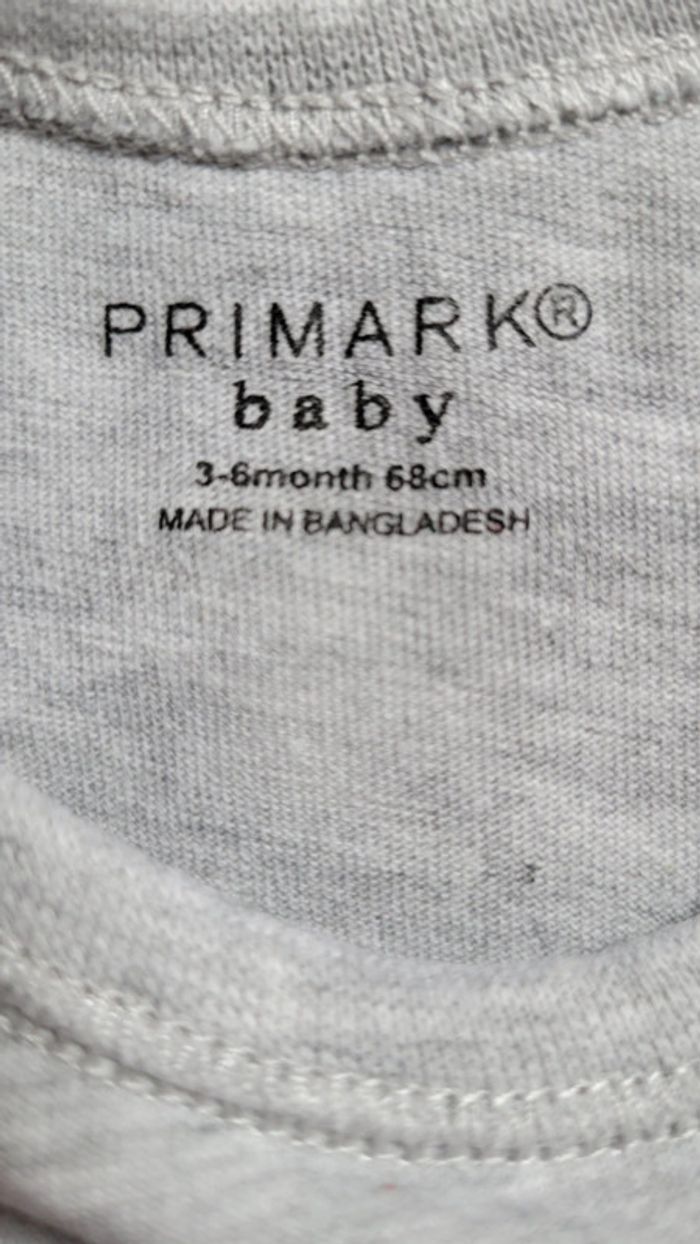 PRIMARK®
baby
3-6month 68cm
MADE IN BANGLADESH